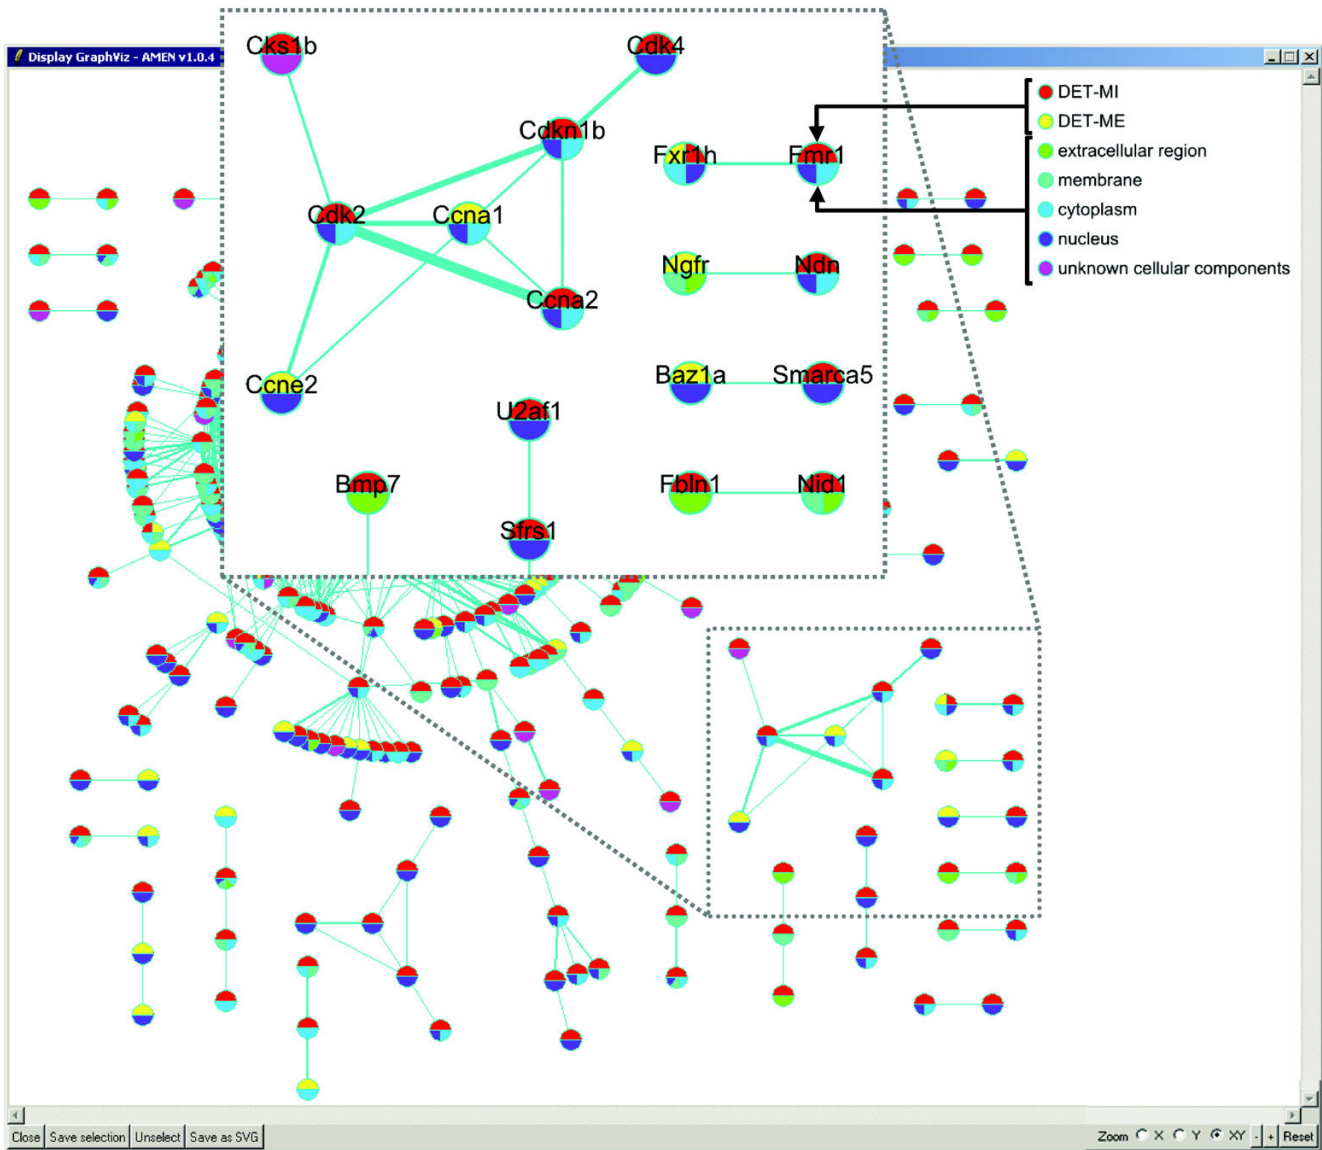 Display GraphViz - AMEN v1.0.4
Cks1b
Cdk4
Cdkn1b
Fxr1h
Fmr1
Cdk2
Ccna1
Ngfr
Ndn
Ccna2
Baz1a
Smarca5
Ccne2
U2af1
Bmp7
Fbln1
Nid1
Sfrs1
DET-MI
DET-ME
extracellular region
membrane
cytoplasm
nucleus
unknown cellular components
Close
Save selection
Unselect
Save as SVG
Zoom
X
Y
XY
-
+
Reset